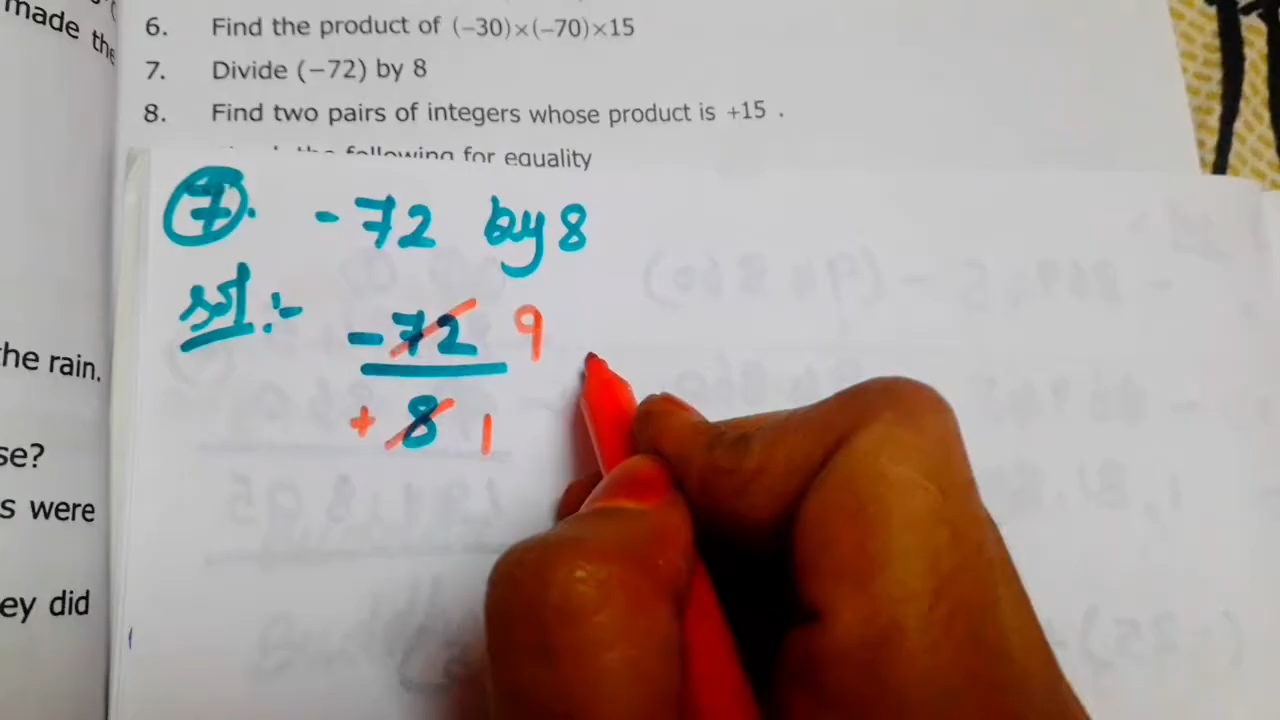 made the
6. Find the product of (−30)×(−70)×15
7. Divide (−72) by 8
8. Find two pairs of integers whose product is +15 .
the following for equality
7. - 72 by 8
Sol :-
- 72 9
+ 8 1
the rain.
se?
s were
ey did